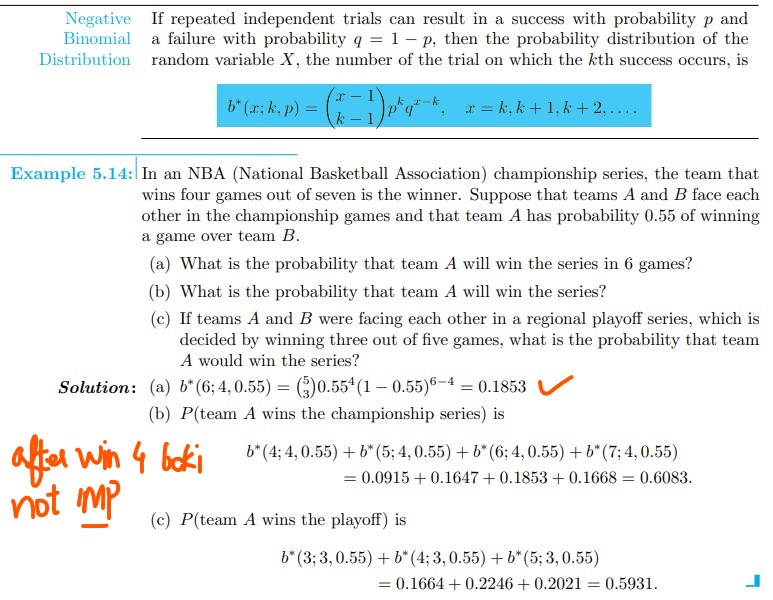 Negative Binomial Distribution
If repeated independent trials can result in a success with probability p and
a failure with probability q = 1 − p, then the probability distribution of the
random variable X, the number of the trial on which the kth success occurs, is
b*(x; k, p) = (x − 1 choose k − 1) p^k q^{x−k},   x = k, k + 1, k + 2, . . . .
Example 5.14: In an NBA (National Basketball Association) championship series, the team that
wins four games out of seven is the winner. Suppose that teams A and B face each
other in the championship games and that team A has probability 0.55 of winning
a game over team B.
(a) What is the probability that team A will win the series in 6 games?
(b) What is the probability that team A will win the series?
(c) If teams A and B were facing each other in a regional playoff series, which is
decided by winning three out of five games, what is the probability that team
A would win the series?
Solution: (a) b*(6; 4, 0.55) = (5 choose 3) 0.55^4 (1 − 0.55)^{6−4} = 0.1853
(b) P(team A wins the championship series) is
after win 4 baki
not IMP
b*(4; 4, 0.55) + b*(5; 4, 0.55) + b*(6; 4, 0.55) + b*(7; 4, 0.55)
= 0.0915 + 0.1647 + 0.1853 + 0.1668 = 0.6083.
(c) P(team A wins the playoff) is
b*(3; 3, 0.55) + b*(4; 3, 0.55) + b*(5; 3, 0.55)
= 0.1664 + 0.2246 + 0.2021 = 0.5931.